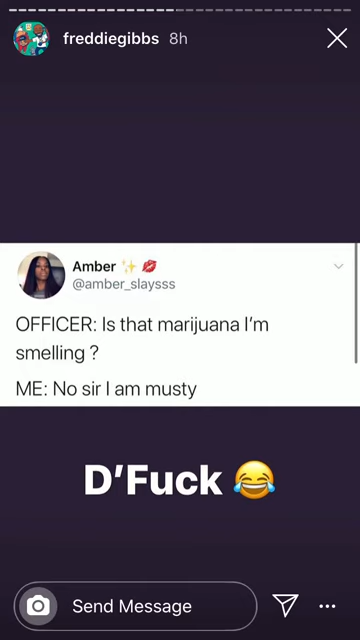 freddiegibbs 8h
Amber ✨ 💋
@amber_slaysss
OFFICER: Is that marijuana I'm
smelling ?
ME: No sir I am musty
D'Fuck 😂
Send Message